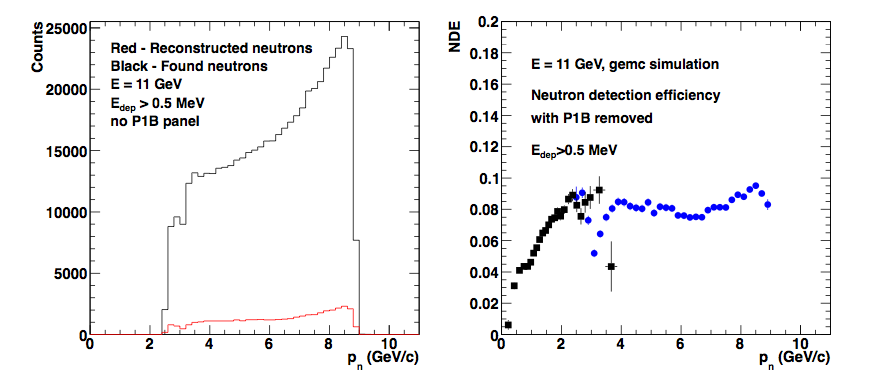 Counts
25000
20000
15000
10000
5000
0
Red - Reconstructed neutrons
Black - Found neutrons
E = 11 GeV
E_dep > 0.5 MeV
no P1B panel
0 2 4 6 8 10
p_n (GeV/c)
NDE
0.2
0.18
0.16
0.14
0.12
0.1
0.08
0.06
0.04
0.02
0
E = 11 GeV, gemc simulation
Neutron detection efficiency
with P1B removed
E_dep>0.5 MeV
0 2 4 6 8 10
p_n (GeV/c)